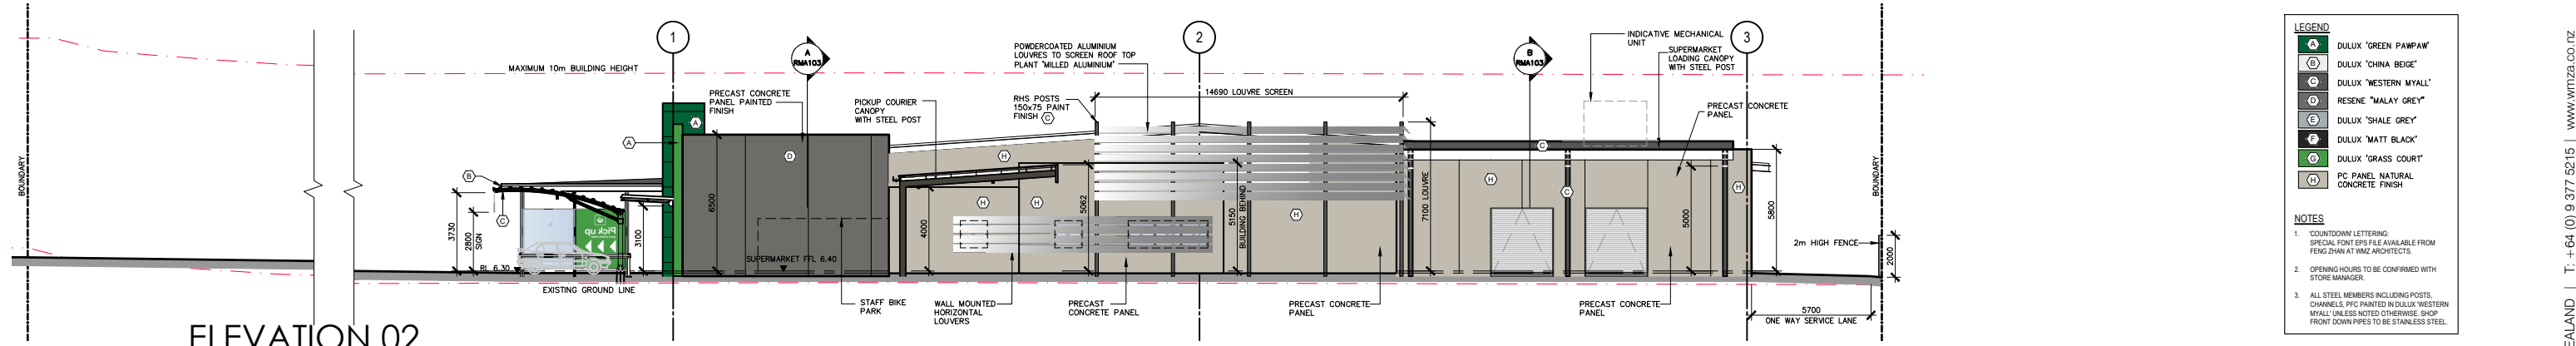 1
2
3
A
RMA103
B
RMA103
MAXIMUM 10m BUILDING HEIGHT
BOUNDARY
POWDERCOATED ALUMINIUM
LOUVRES TO SCREEN ROOF TOP
PLANT 'MILLED ALUMINIUM'
INDICATIVE MECHANICAL
UNIT
SUPERMARKET
LOADING CANOPY
WITH STEEL POST
PRECAST CONCRETE
PANEL PAINTED
FINISH
PICKUP COURIER
CANOPY
WITH STEEL POST
RHS POSTS
150x75 PAINT
FINISH C
14690 LOUVRE SCREEN
PRECAST CONCRETE
PANEL
A
A
B
C
D
H
H
H
H
H
H
C
C
3730
2800
SIGN
3100
6500
4000
5062
5150
BUILDING BEHIND
7100 LOUVRE
5000
5800
2000
Pick up
RL 6.30
SUPERMARKET FFL 6.40
2m HIGH FENCE
BOUNDARY
EXISTING GROUND LINE
STAFF BIKE
PARK
WALL MOUNTED
HORIZONTAL
LOUVERS
PRECAST
CONCRETE PANEL
PRECAST CONCRETE
PANEL
PRECAST CONCRETE
PANEL
5700
ONE WAY SERVICE LANE
ELEVATION 02
LEGEND
A DULUX 'GREEN PAWPAW'
B DULUX 'CHINA BEIGE'
C DULUX 'WESTERN MYALL'
D RESENE "MALAY GREY"
E DULUX 'SHALE GREY'
F DULUX 'MATT BLACK'
G DULUX 'GRASS COURT'
H PC PANEL NATURAL
CONCRETE FINISH
NOTES
1. 'COUNTDOWN' LETTERING:
SPECIAL FONT EPS FILE AVAILABLE FROM
FENG ZHAN AT WMZ ARCHITECTS.
2. OPENING HOURS TO BE CONFIRMED WITH
STORE MANAGER.
3. ALL STEEL MEMBERS INCLUDING POSTS,
CHANNELS, PFC PAINTED IN DULUX 'WESTERN
MYALL' UNLESS NOTED OTHERWISE. SHOP
FRONT DOWN PIPES TO BE STAINLESS STEEL.
EALAND | T: +64 (0) 9 377 5215 | www.wmza.co.nz